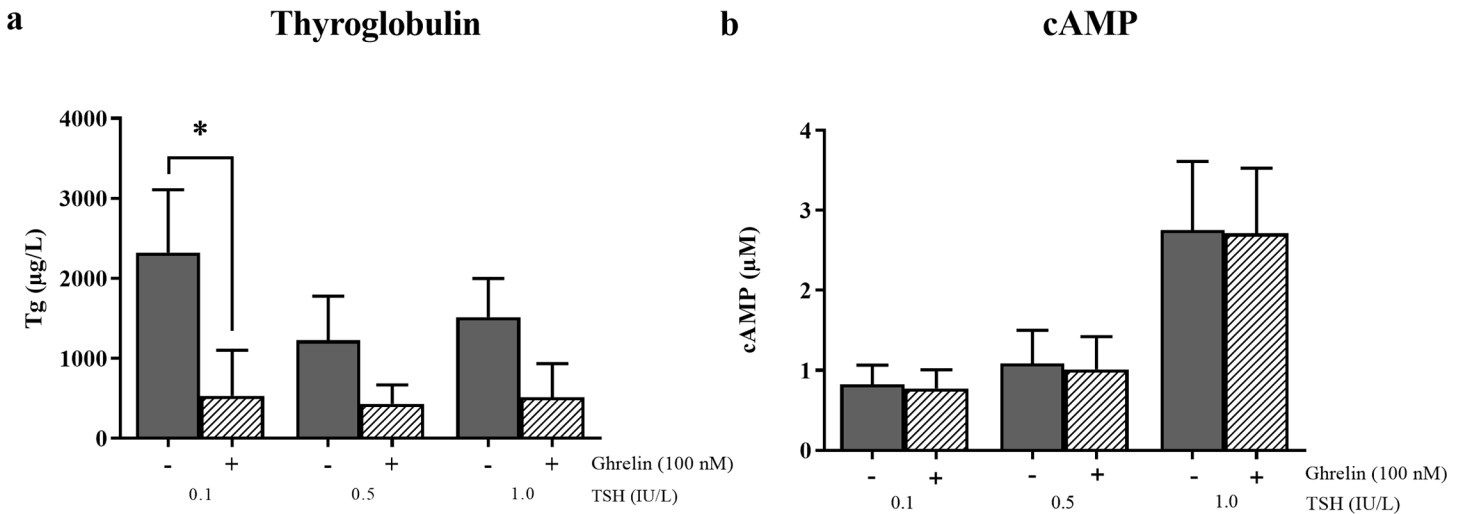 a
Thyroglobulin
4000
3000
2000
1000
0
Tg (µg/L)
*
- + - + - + Ghrelin (100 nM)
0.1 0.5 1.0 TSH (IU/L)
b
cAMP
4
3
2
1
0
cAMP (µM)
- + - + - + Ghrelin (100 nM)
0.1 0.5 1.0 TSH (IU/L)